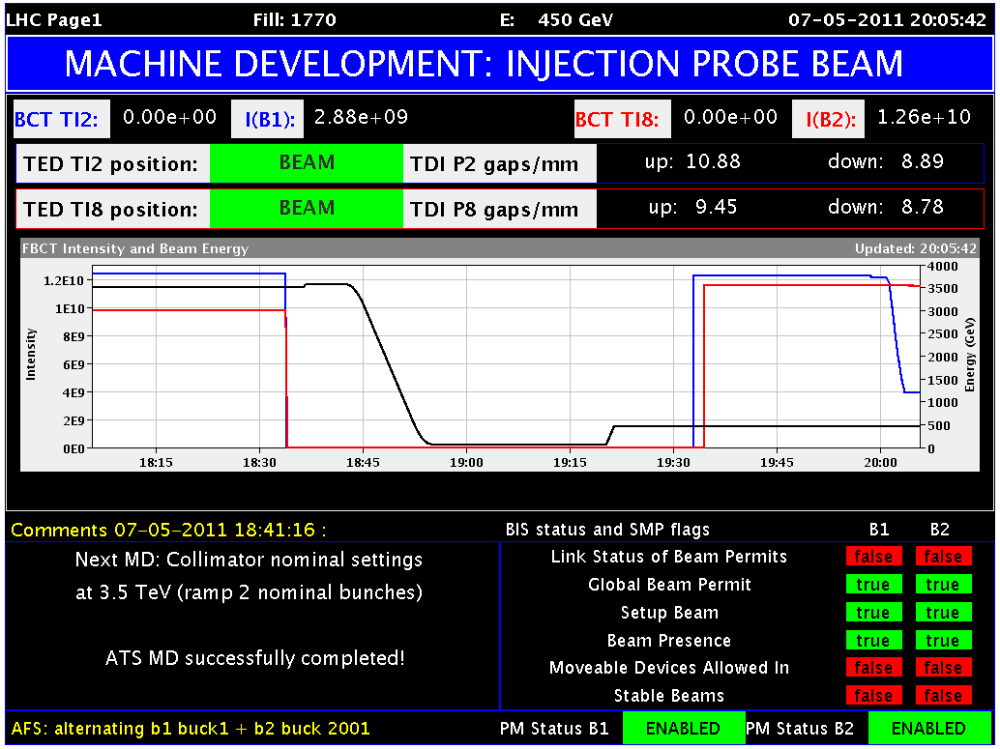 LHC Page1 Fill: 1770 E: 450 GeV 07-05-2011 20:05:42
MACHINE DEVELOPMENT: INJECTION PROBE BEAM
BCT TI2: 0.00e+00 I(B1): 2.88e+09 BCT TI8: 0.00e+00 I(B2): 1.26e+10
TED TI2 position: BEAM TDI P2 gaps/mm up: 10.88 down: 8.89
TED TI8 position: BEAM TDI P8 gaps/mm up: 9.45 down: 8.78
FBCT Intensity and Beam Energy Updated: 20:05:42
Intensity
1.2E10
1E10
8E9
6E9
4E9
2E9
0E0
4000
3500
3000
2500
2000
1500
1000
500
0
Energy (GeV)
18:15 18:30 18:45 19:00 19:15 19:30 19:45 20:00
Comments 07-05-2011 18:41:16 :
Next MD: Collimator nominal settings
at 3.5 TeV (ramp 2 nominal bunches)
ATS MD successfully completed!
BIS status and SMP flags B1 B2
Link Status of Beam Permits false false
Global Beam Permit true true
Setup Beam true true
Beam Presence true true
Moveable Devices Allowed In false false
Stable Beams false false
AFS: alternating b1 buck1 + b2 buck 2001 PM Status B1 ENABLED PM Status B2 ENABLED